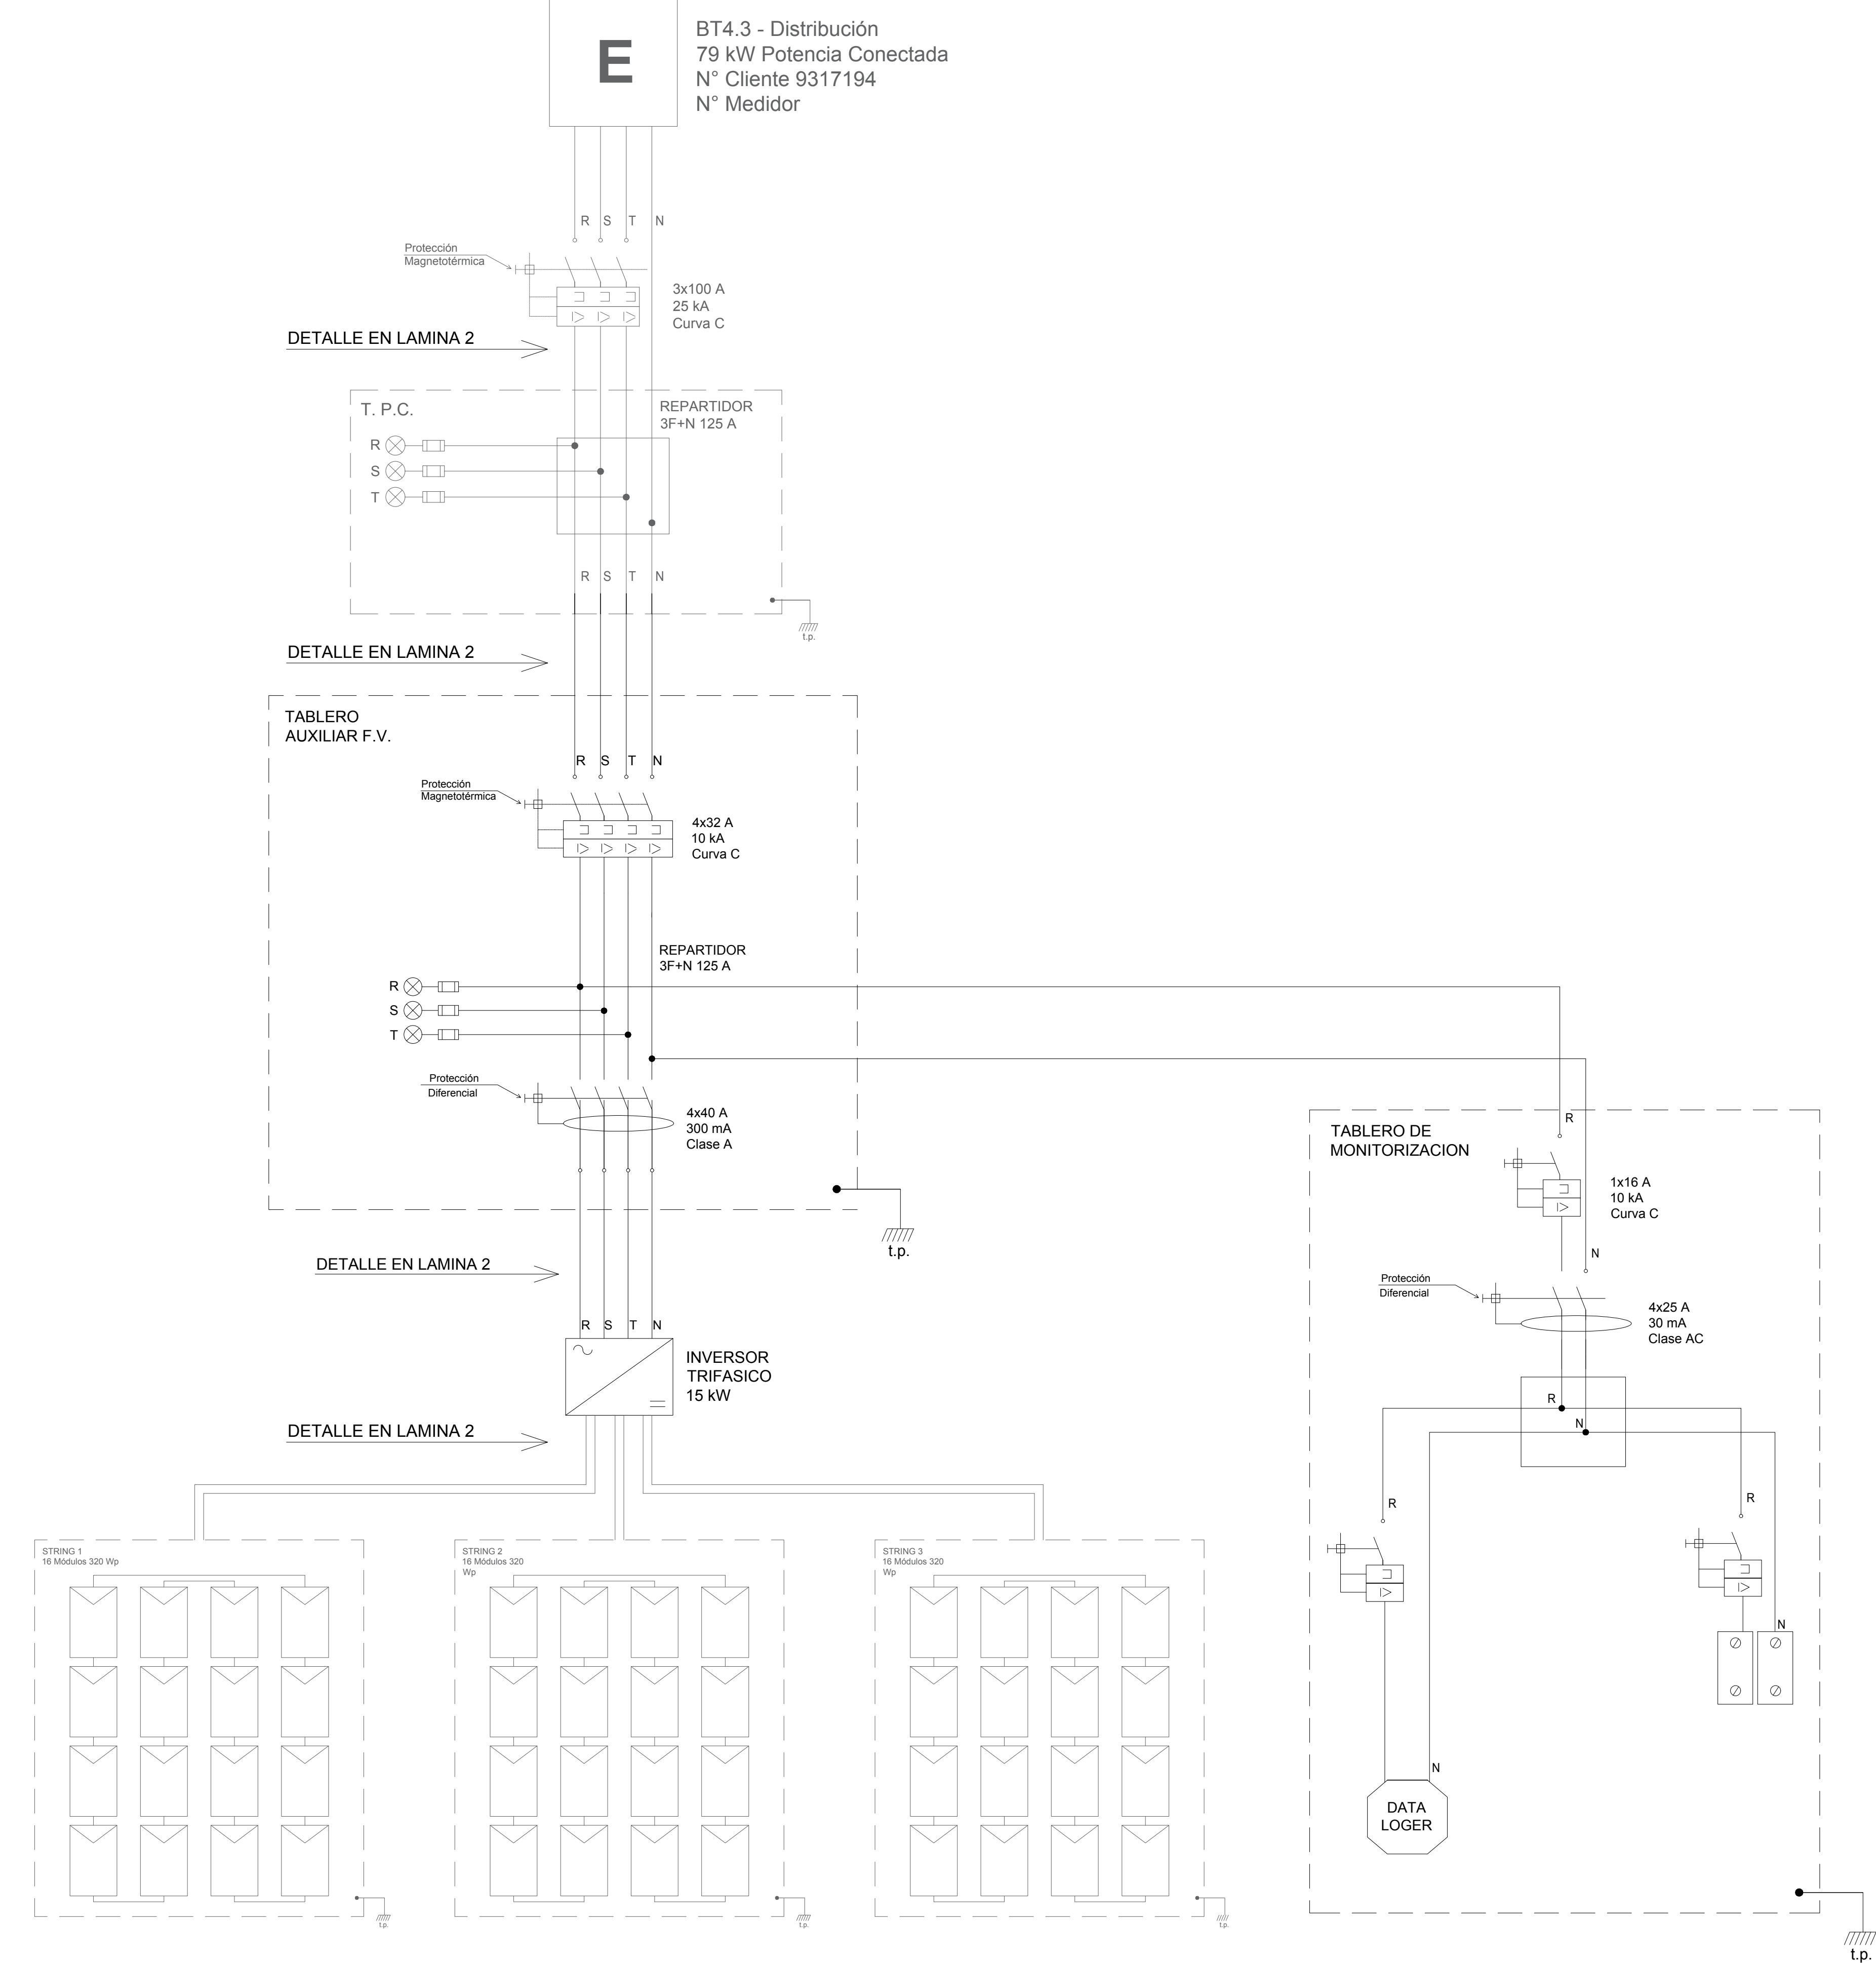 E
BT4.3 - Distribución
79 kW Potencia Conectada
N° Cliente 9317194
N° Medidor
R S T N
Protección
Magnetotérmica
3x100 A
25 kA
Curva C
DETALLE EN LAMINA 2
T. P.C.
REPARTIDOR
3F+N 125 A
R
S
T
R S T N
t.p.
DETALLE EN LAMINA 2
TABLERO
AUXILIAR F.V.
R S T N
Protección
Magnetotérmica
4x32 A
10 kA
Curva C
REPARTIDOR
3F+N 125 A
R
S
T
Protección
Diferencial
4x40 A
300 mA
Clase A
t.p.
DETALLE EN LAMINA 2
R S T N
INVERSOR
TRIFASICO
15 kW
DETALLE EN LAMINA 2
STRING 1
16 Módulos 320 Wp
t.p.
STRING 2
16 Módulos 320
Wp
t.p.
STRING 3
16 Módulos 320
Wp
t.p.
TABLERO DE
MONITORIZACION
R
1x16 A
10 kA
Curva C
N
Protección
Diferencial
4x25 A
30 mA
Clase AC
R
N
R
R
N
N
DATA
LOGER
t.p.